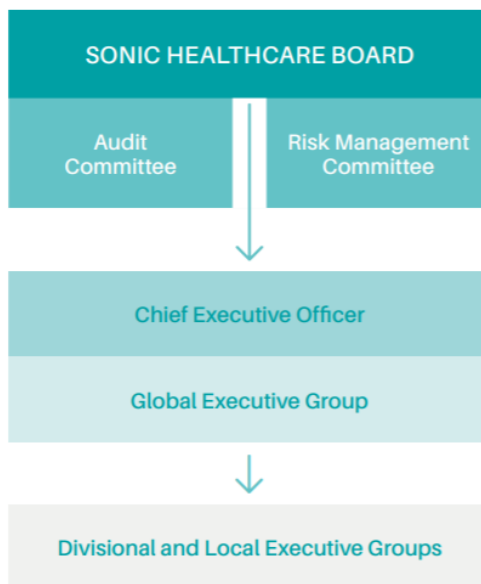 SONIC HEALTHCARE BOARD
Audit
Committee
Risk Management
Committee
Chief Executive Officer
Global Executive Group
Divisional and Local Executive Groups